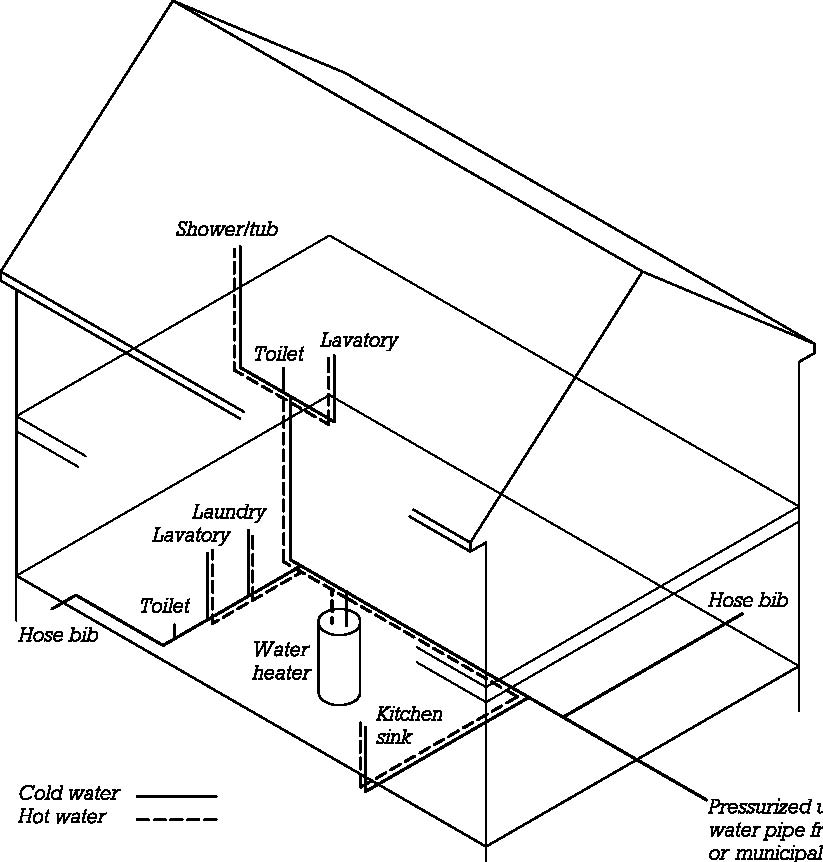 Shower/tub
Toilet
Lavatory
Laundry
Lavatory
Toilet
Hose bib
Water
heater
Hose bib
Kitchen
sink
Cold water
Hot water
Pressurized
water pipe
or municipal